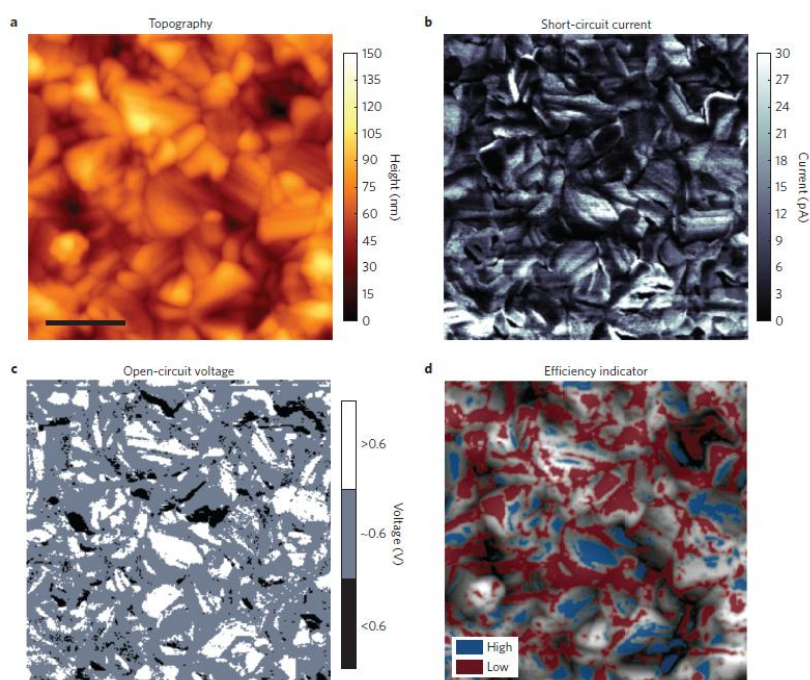 a Topography
150
135
120
105
90
75
60
45
30
15
0
Height (nm)
b Short-circuit current
30
27
24
21
18
15
12
9
6
3
0
Current (pA)
c Open-circuit voltage
>0.6
~0.6
<0.6
Voltage (V)
d Efficiency indicator
High
Low